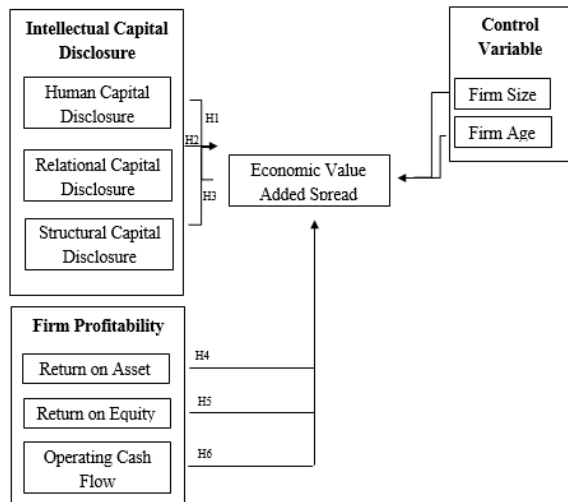 Intellectual Capital
Disclosure
Human Capital
Disclosure
Relational Capital
Disclosure
Structural Capital
Disclosure
H1
H2
H3
Economic Value
Added Spread
Control
Variable
Firm Size
Firm Age
Firm Profitability
Return on Asset
Return on Equity
Operating Cash
Flow
H4
H5
H6